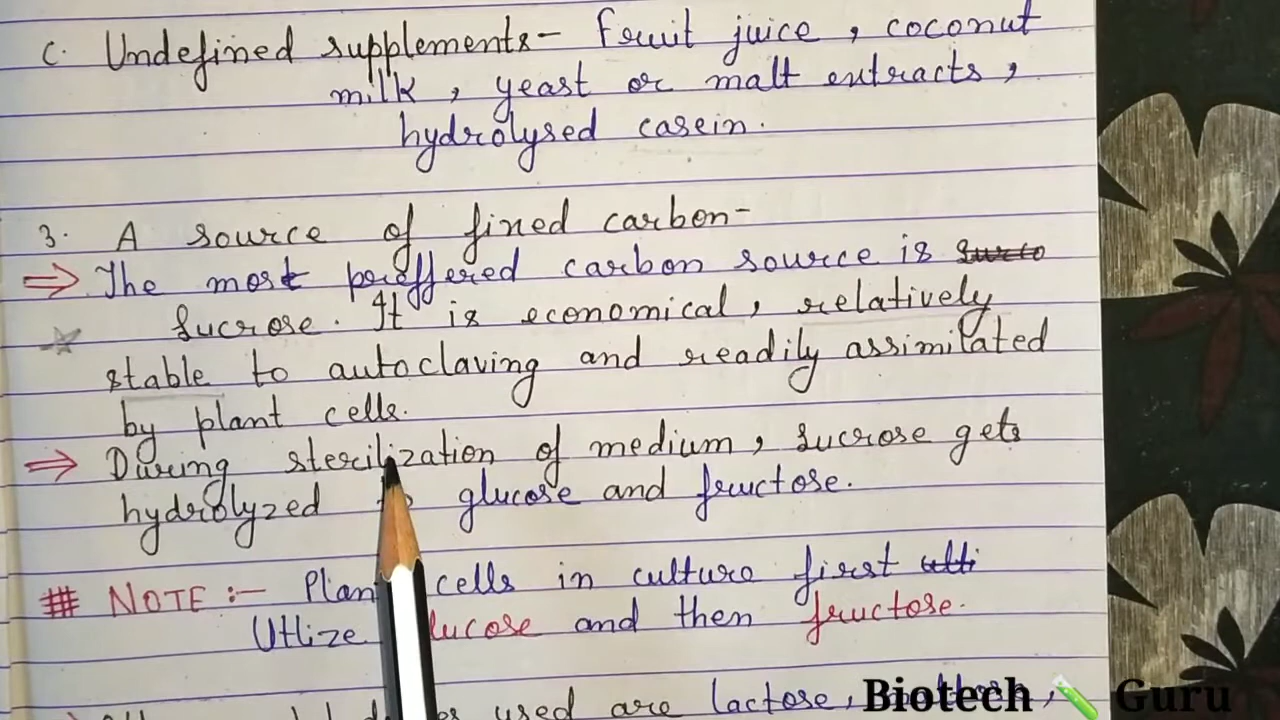 C. Undefined supplements- Fruit juice, coconut
milk, yeast or malt extracts,
hydrolysed casein.
3. A source of fixed carbon-
⇒ The most preffered carbon source is
Sucrose. It is economical, relatively
stable to autoclaving and readily assimilated
by plant cells.
⇒ During sterilization of medium, sucrose gets
hydrolyzed glucose and fructose.
# NOTE:- Plant cells in culture first
Utlize glucose and then fructose.
used are lactose,
Biotech Guru